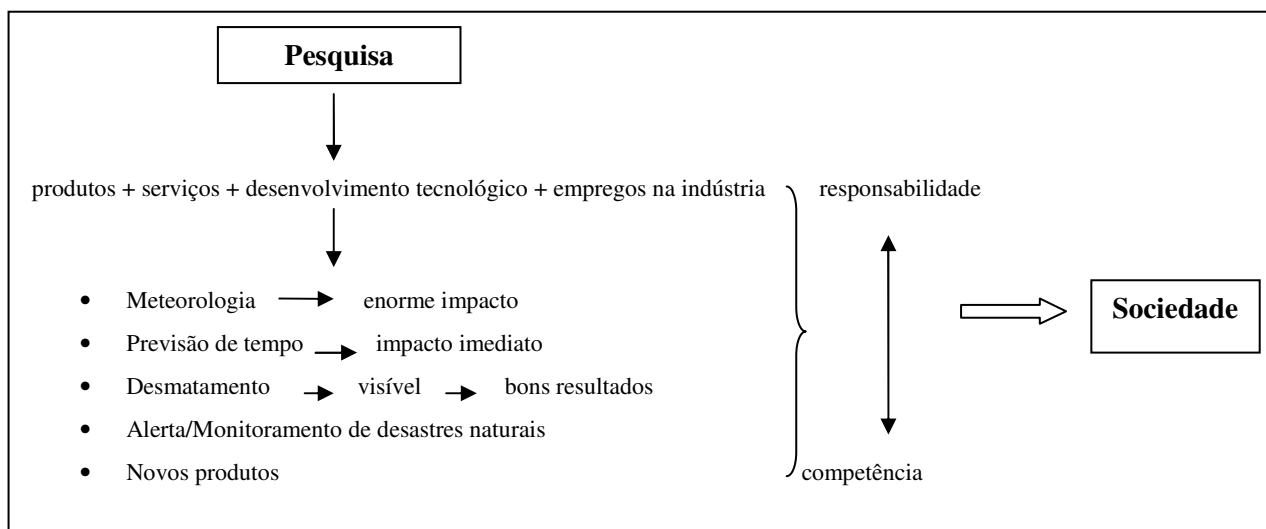 Pesquisa
produtos + serviços + desenvolvimento tecnológico + empregos na indústria
responsabilidade
• Meteorologia enorme impacto
• Previsão de tempo impacto imediato
• Desmatamento visível bons resultados
• Alerta/Monitoramento de desastres naturais
• Novos produtos
competência
Sociedade